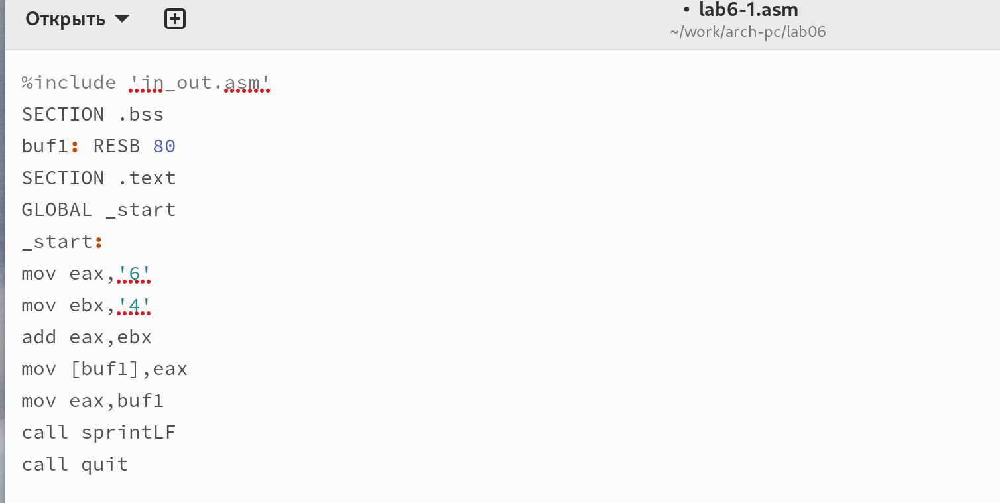 Открыть
• lab6-1.asm
~/work/arch-pc/lab06
%include 'in_out.asm'
SECTION .bss
buf1: RESB 80
SECTION .text
GLOBAL _start
_start:
mov eax,'6'
mov ebx,'4'
add eax,ebx
mov [buf1],eax
mov eax,buf1
call sprintLF
call quit